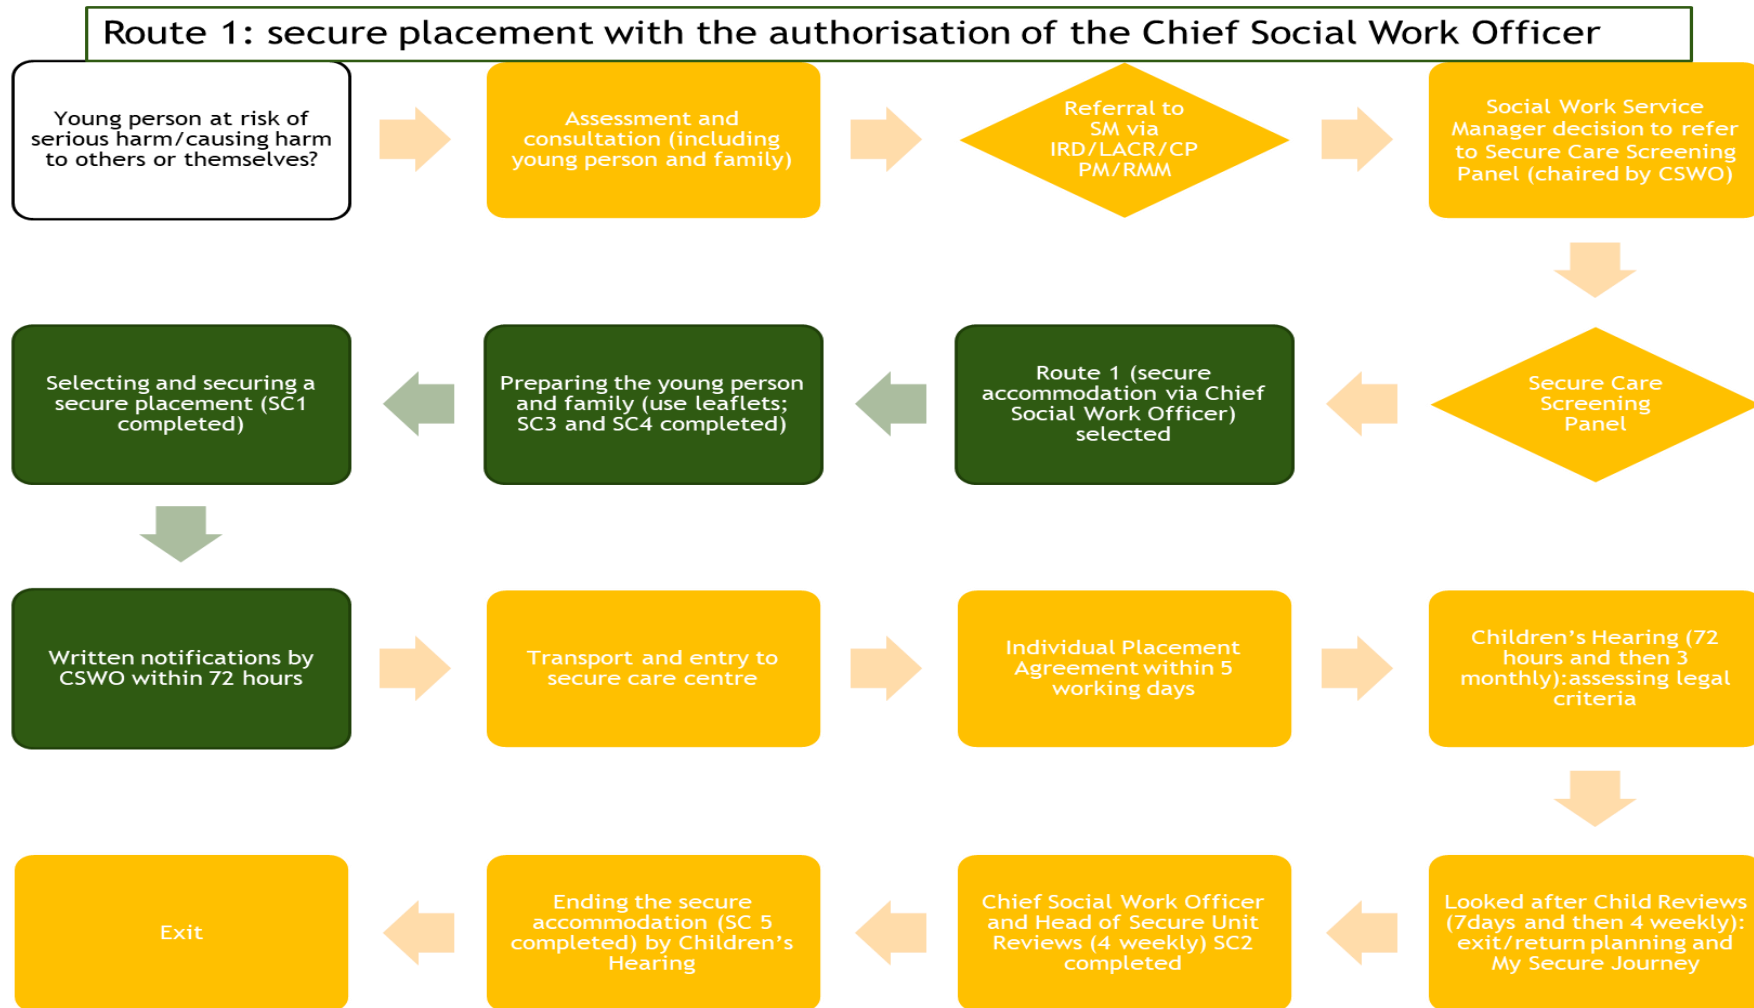 Route 1: secure placement with the authorisation of the Chief Social Work Officer
Young person at risk of
serious harm/causing harm
to others or themselves?
Assessment and
consultation (including
young person and family)
Referral to
SM via
IRD/LACR/CP
PM/RMM
Social Work Service
Manager decision to refer
to Secure Care Screening
Panel (chaired by CSWO)
Secure Care
Screening
Panel
Route 1 (secure
accommodation via Chief
Social Work Officer)
selected
Preparing the young person
and family (use leaflets;
SC3 and SC4 completed)
Selecting and securing a
secure placement (SC1
completed)
Written notifications by
CSWO within 72 hours
Transport and entry to
secure care centre
Individual Placement
Agreement within 5
working days
Children’s Hearing (72
hours and then 3
monthly):assessing legal
criteria
Looked after Child Reviews
(7days and then 4 weekly):
exit/return planning and
My Secure Journey
Chief Social Work Officer
and Head of Secure Unit
Reviews (4 weekly) SC2
completed
Ending the secure
accommodation (SC 5
completed) by Children’s
Hearing
Exit